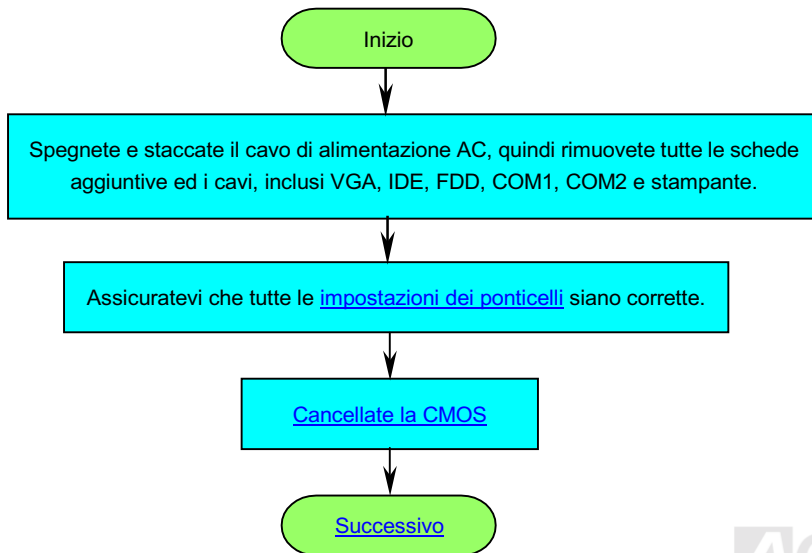 Inizio
Spegnete e staccate il cavo di alimentazione AC, quindi rimuovete tutte le schede
aggiuntive ed i cavi, inclusi VGA, IDE, FDD, COM1, COM2 e stampante.
Assicuratevi che tutte le impostazioni dei ponticelli siano corrette.
Cancellate la CMOS
Successivo